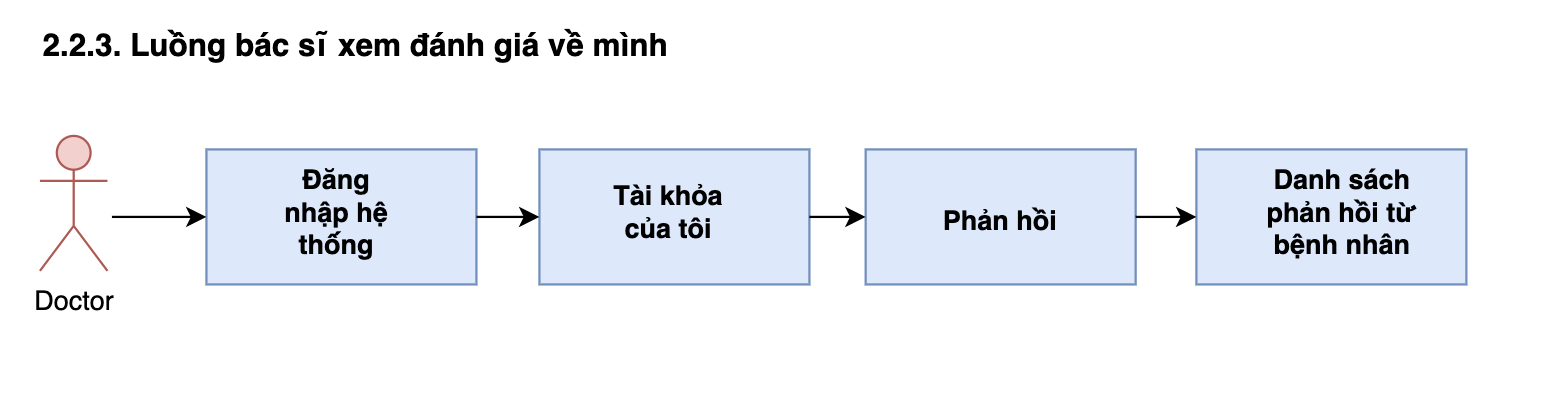 2.2.3. Luồng bác sĩ xem đánh giá về mình
Đăng
nhập hệ
thống
Tài khỏa
của tôi
Phản hồi
Danh sách
phản hồi từ
bệnh nhân
Doctor